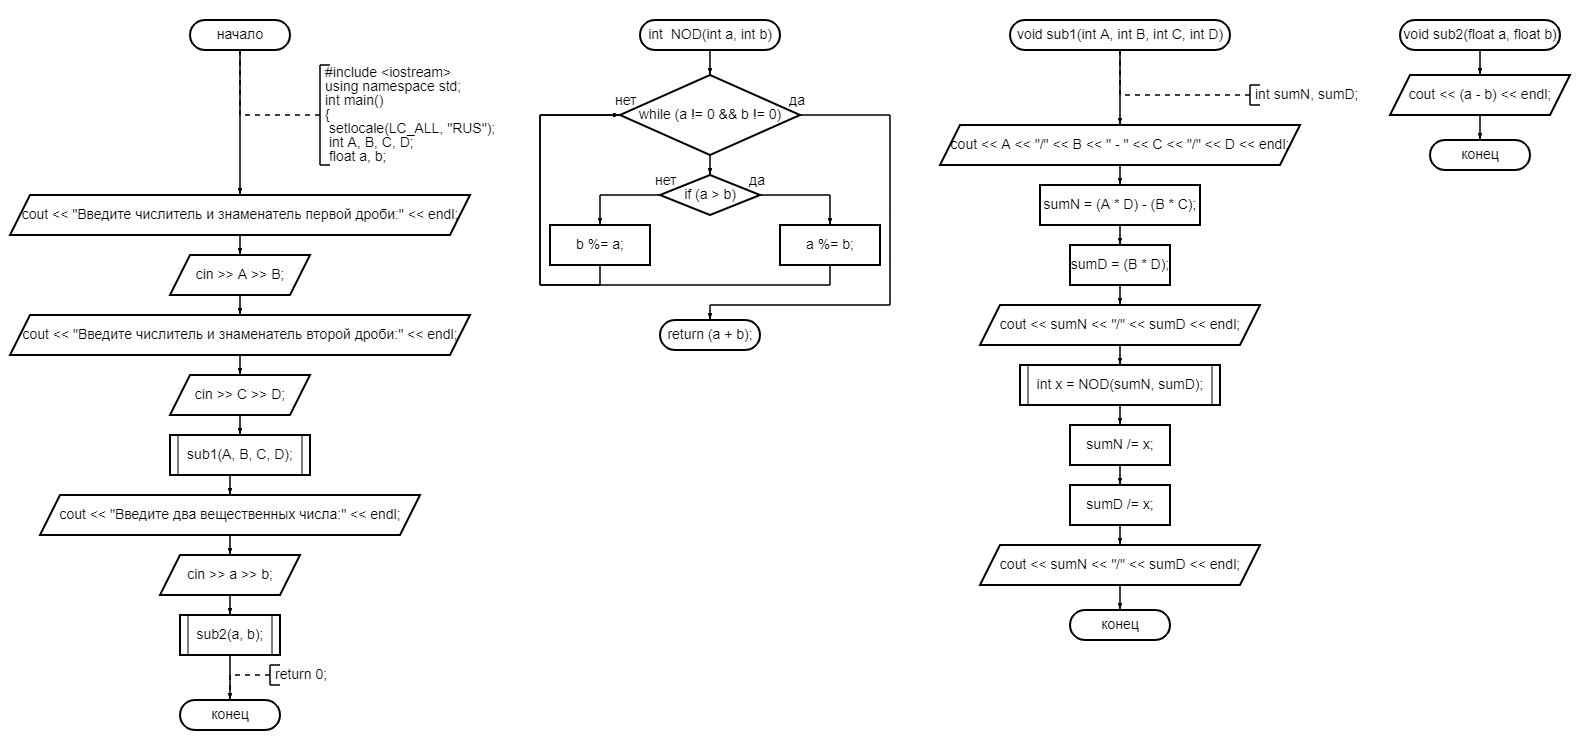 начало
#include <iostream>
using namespace std;
int main()
{
setlocale(LC_ALL, "RUS");
int A, B, C, D;
float a, b;
cout << "Введите числитель и знаменатель первой дроби:" << endl;
cin >> A >> B;
cout << "Введите числитель и знаменатель второй дроби:" << endl;
cin >> C >> D;
sub1(A, B, C, D);
cout << "Введите два вещественных числа:" << endl;
cin >> a >> b;
sub2(a, b);
return 0;
конец
int NOD(int a, int b)
нет
да
while (a != 0 && b != 0)
нет
да
if (a > b)
b %= a;
a %= b;
return (a + b);
void sub1(int A, int B, int C, int D)
int sumN, sumD;
cout << A << "/" << B << " - " << C << "/" << D << endl;
sumN = (A * D) - (B * C);
sumD = (B * D);
cout << sumN << "/" << sumD << endl;
int x = NOD(sumN, sumD);
sumN /= x;
sumD /= x;
cout << sumN << "/" << sumD << endl;
конец
void sub2(float a, float b)
cout << (a - b) << endl;
конец